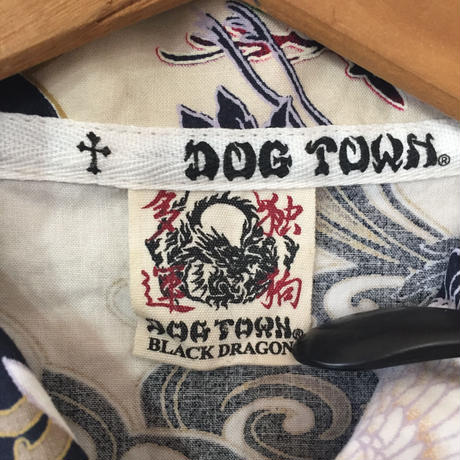 DOG TOWN®
多 独
運 狗
DOG TOWN®
BLACK DRAGON